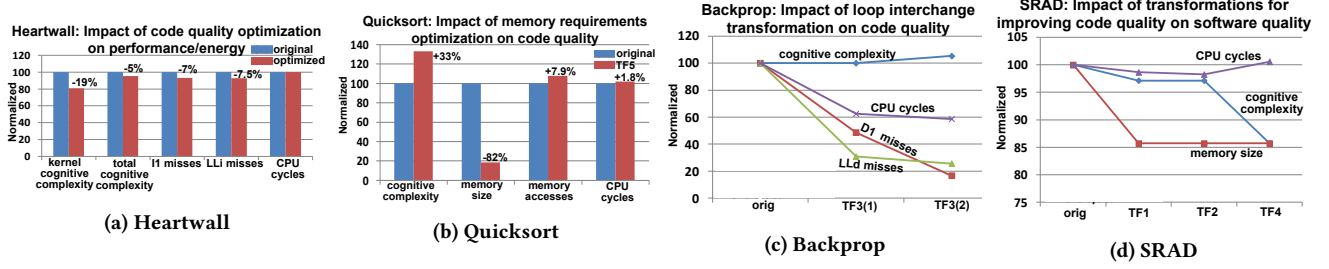 Heartwall: Impact of code quality optimization
on performance/energy
original
optimized
Normalized
120
100
80
60
40
20
0
-19%
-5%
-7%
-7.5%
kernel
cognitive
complexity
total
cognitive
complexity
I1 misses
LLi misses
CPU
cycles
(a) Heartwall
Quicksort: Impact of memory requirements
optimization on code quality
original
TF5
Normalized
140
120
100
80
60
40
20
0
+33%
-82%
+7.9%
+1.8%
cognitive
complexity
memory
size
memory
accesses
CPU
cycles
(b) Quicksort
Backprop: Impact of loop interchange
transformation on code quality
Normalized
120
100
80
60
40
20
0
cognitive complexity
CPU cycles
D1 misses
LLd misses
orig
TF3(1)
TF3(2)
(c) Backprop
SRAD: Impact of transformations for
improving code quality on software quality
Normalized
105
100
95
90
85
80
75
CPU cycles
cognitive
complexity
memory size
orig
TF1
TF2
TF4
(d) SRAD